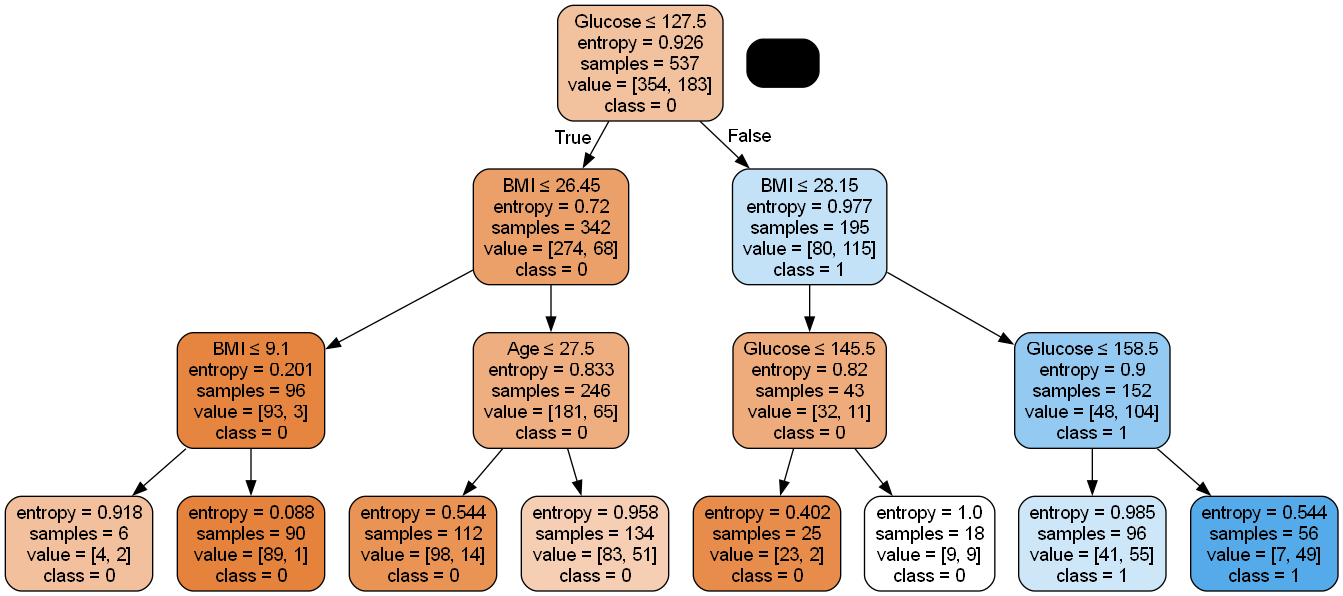 Glucose ≤ 127.5
entropy = 0.926
samples = 537
value = [354, 183]
class = 0
True
False
BMI ≤ 26.45
entropy = 0.72
samples = 342
value = [274, 68]
class = 0
BMI ≤ 28.15
entropy = 0.977
samples = 195
value = [80, 115]
class = 1
BMI ≤ 9.1
entropy = 0.201
samples = 96
value = [93, 3]
class = 0
Age ≤ 27.5
entropy = 0.833
samples = 246
value = [181, 65]
class = 0
Glucose ≤ 145.5
entropy = 0.82
samples = 43
value = [32, 11]
class = 0
Glucose ≤ 158.5
entropy = 0.9
samples = 152
value = [48, 104]
class = 1
entropy = 0.918
samples = 6
value = [4, 2]
class = 0
entropy = 0.088
samples = 90
value = [89, 1]
class = 0
entropy = 0.544
samples = 112
value = [98, 14]
class = 0
entropy = 0.958
samples = 134
value = [83, 51]
class = 0
entropy = 0.402
samples = 25
value = [23, 2]
class = 0
entropy = 1.0
samples = 18
value = [9, 9]
class = 0
entropy = 0.985
samples = 96
value = [41, 55]
class = 1
entropy = 0.544
samples = 56
value = [7, 49]
class = 1